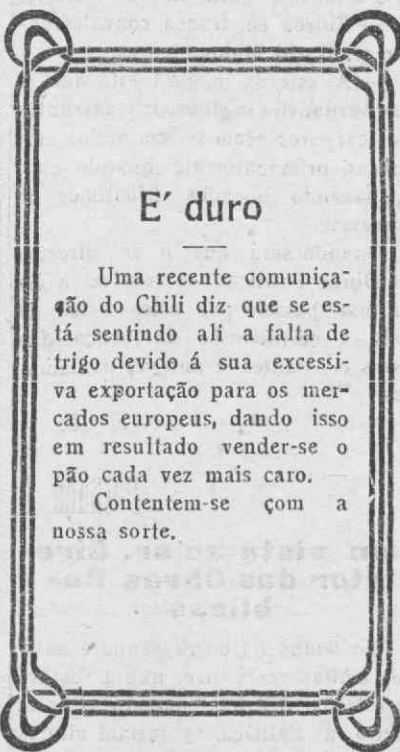 E' duro
Uma recente comunica-
ção do Chili diz que se es-
tá sentindo ali a falta de
trigo devido á sua excessi-
va exportação para os mer-
cados europeus, dando isso
em resultado vender-se o
pão cada vez mais caro.
Contentem-se çom a
nossa sorte.